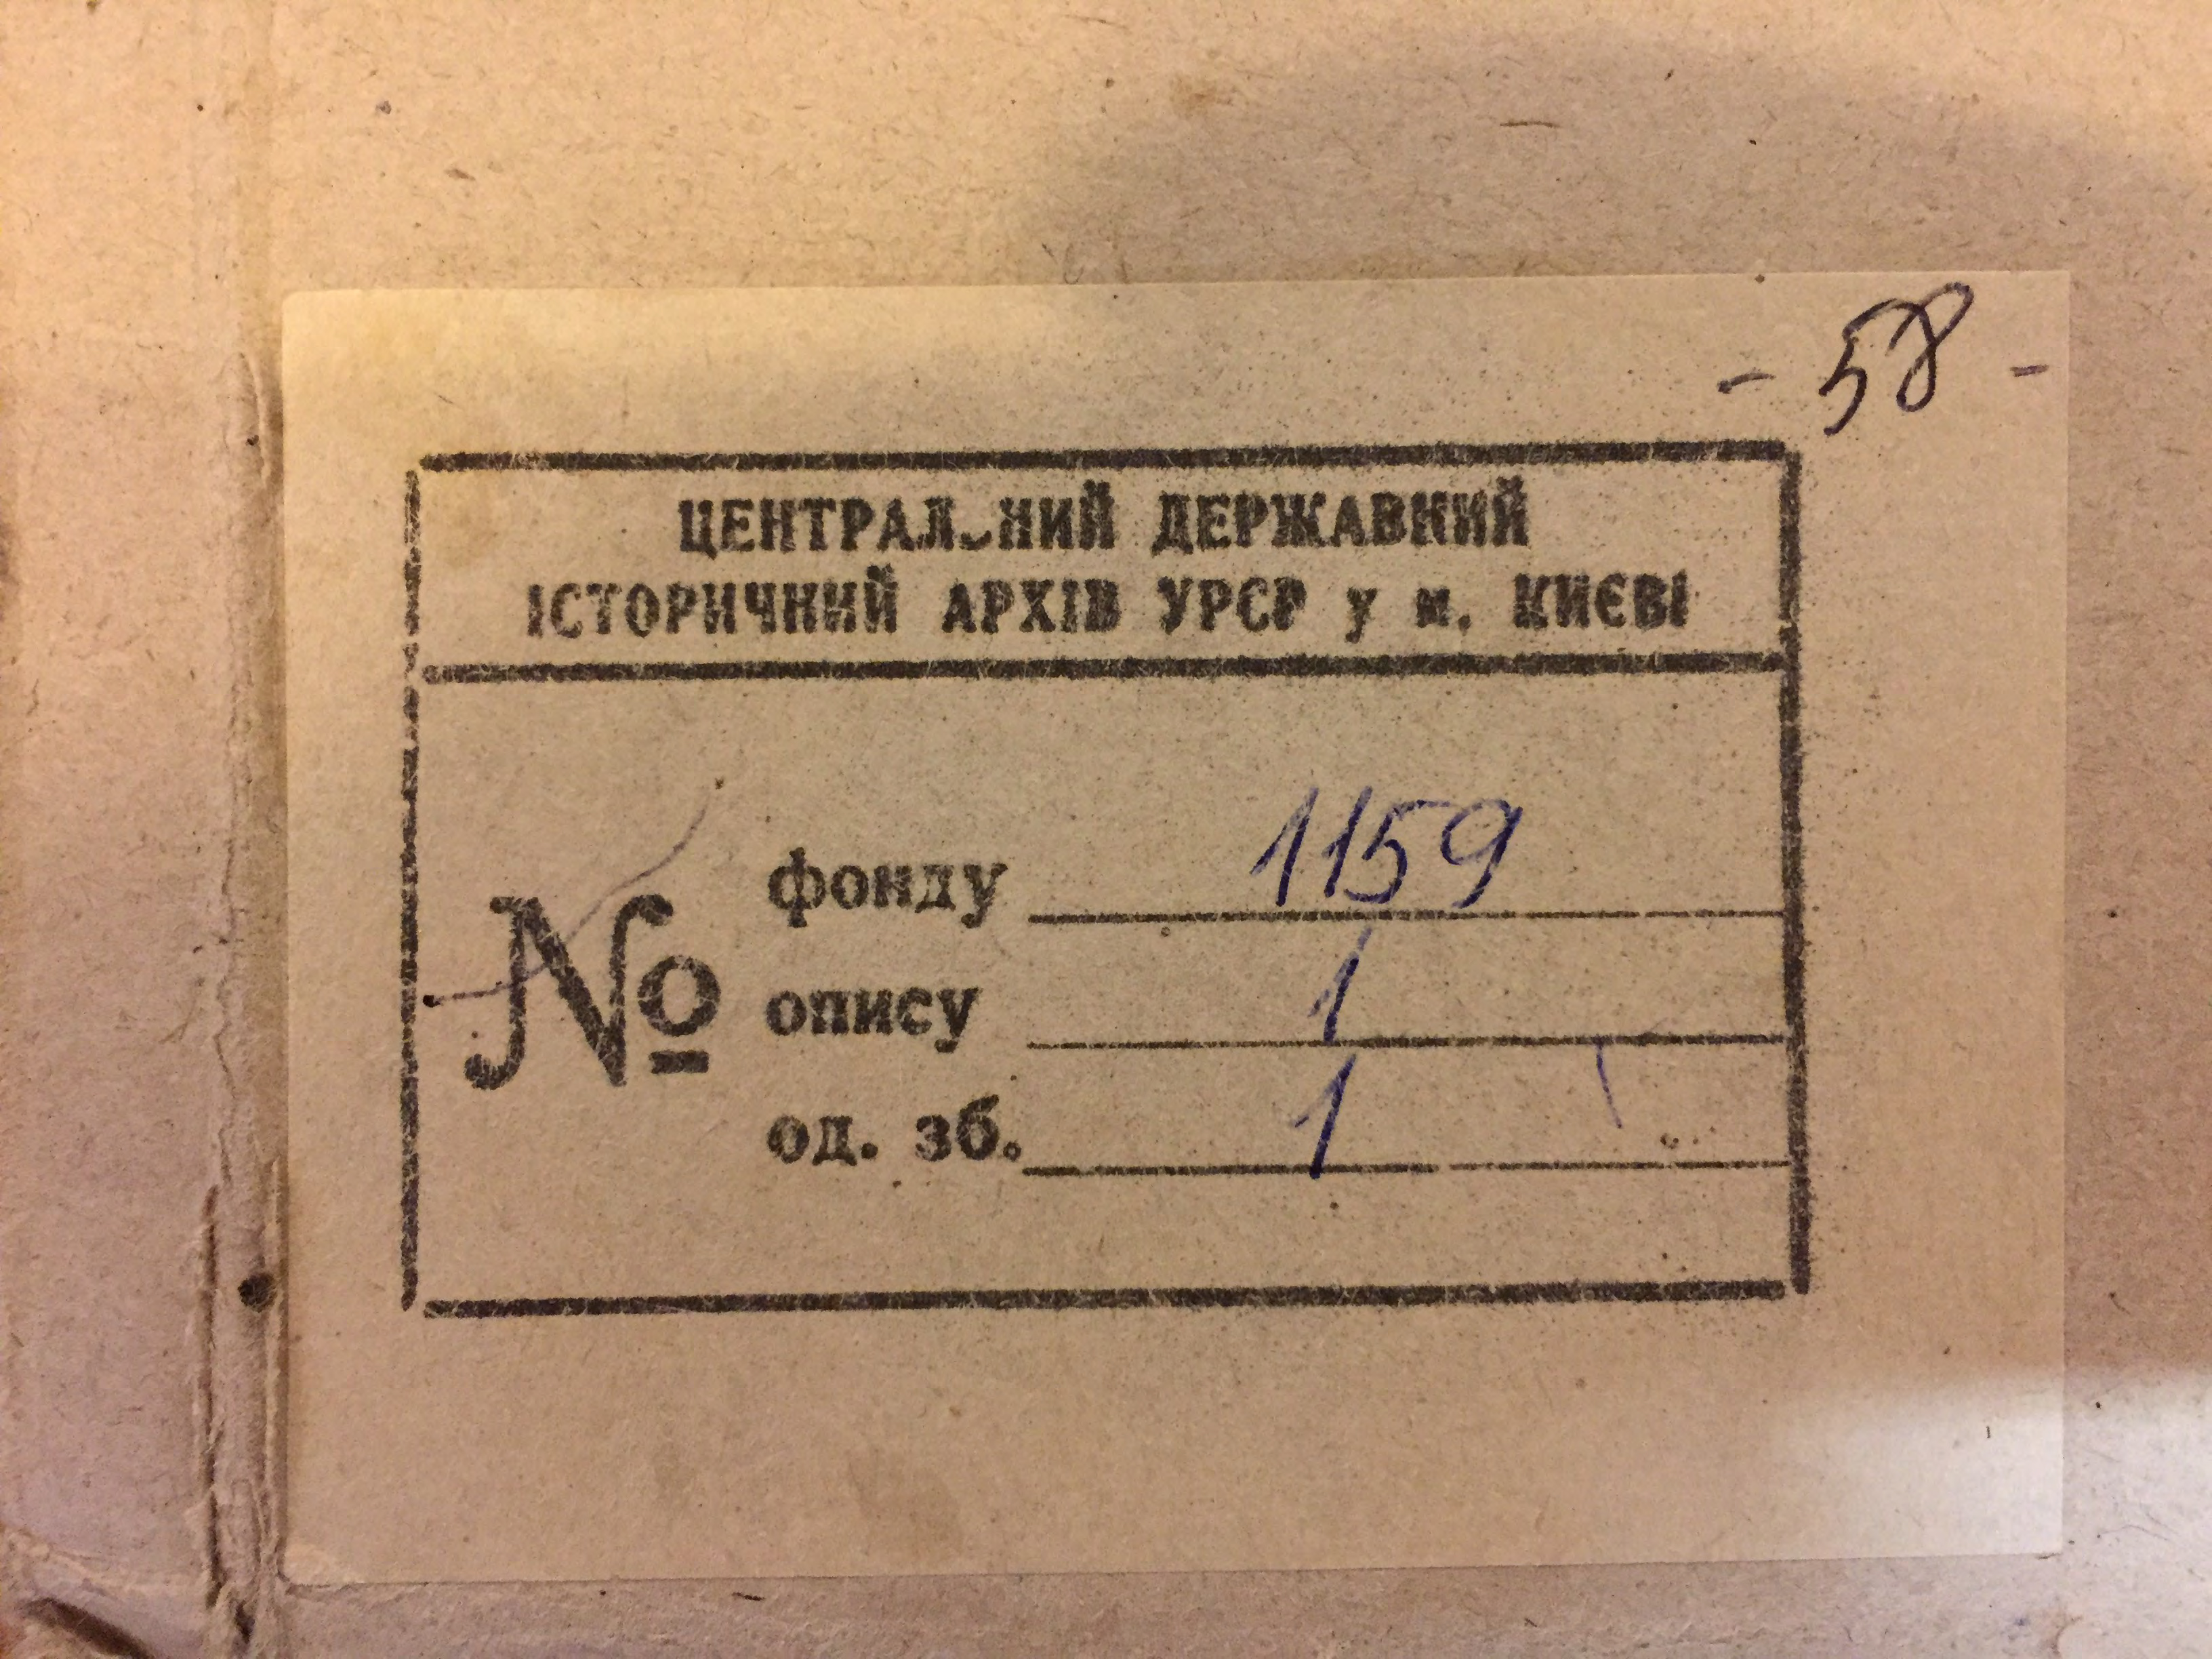 - 58 -
ЦЕНТРАЛЬНИЙ ДЕРЖАВНИЙ
ІСТОРИЧНИЙ АРХІВ УРСР у м. КИЄВІ
№
фонду 1159
опису 1
од. зб. 1